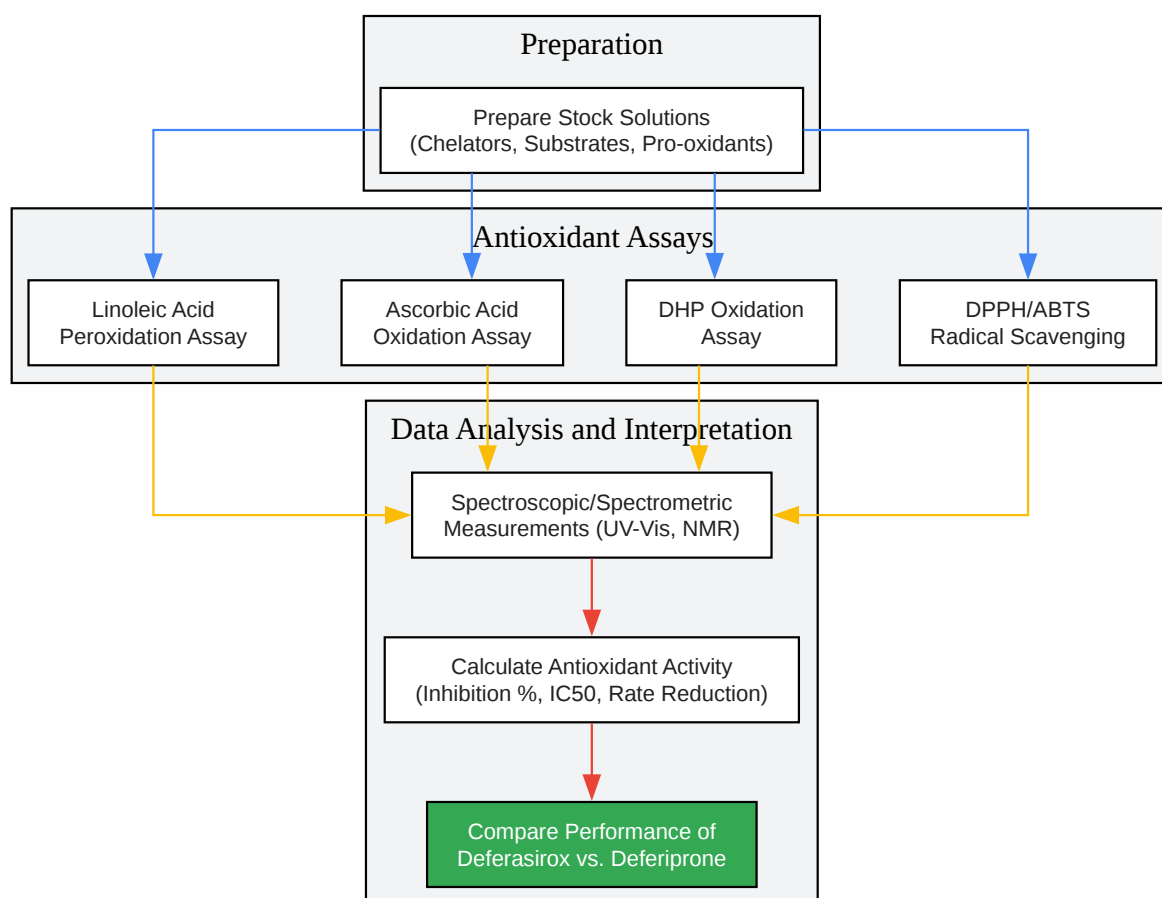 Preparation
Prepare Stock Solutions
(Chelators, Substrates, Pro-oxidants)
Antioxidant Assays
Linoleic Acid
Peroxidation Assay
Ascorbic Acid
Oxidation Assay
DHP Oxidation
Assay
DPPH/ABTS
Radical Scavenging
Data Analysis and Interpretation
Spectroscopic/Spectrometric
Measurements (UV-Vis, NMR)
Calculate Antioxidant Activity
(Inhibition %, IC50, Rate Reduction)
Compare Performance of
Deferasirox vs. Deferiprone